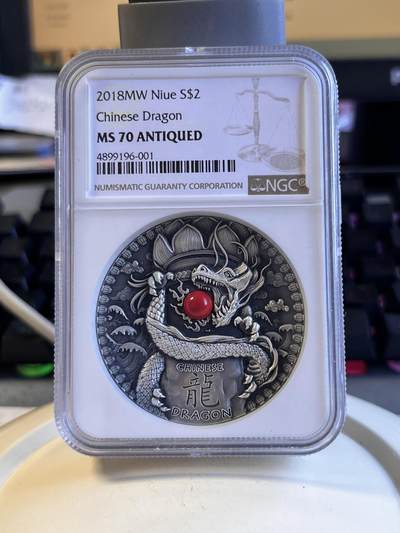 2018MW Niue S$2
Chinese Dragon
MS 70 ANTIQUED
4899196-001
NUMISMATIC GUARANTY CORPORATION
NGC
CHINESE
龍
DRAGON